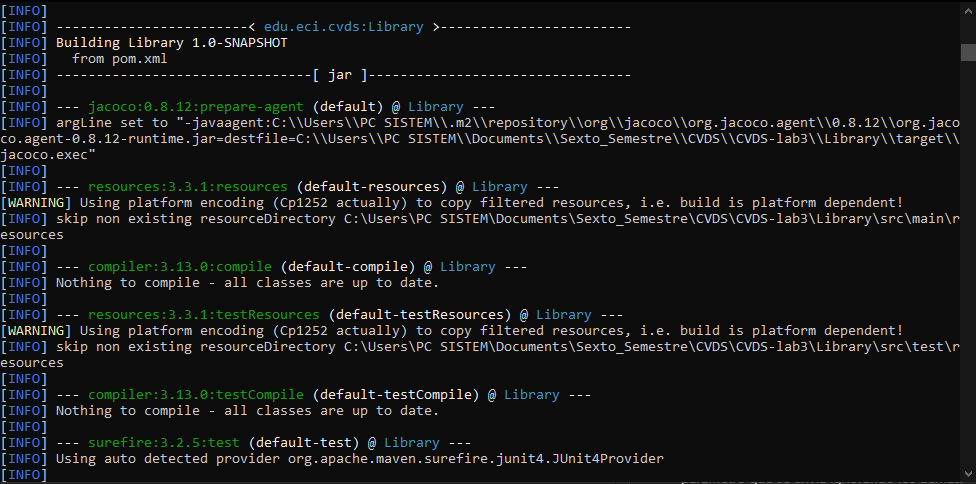 [INFO]
[INFO] ------------------------< edu.eci.cvds:Library >------------------------
[INFO] Building Library 1.0-SNAPSHOT
[INFO]   from pom.xml
[INFO] --------------------------------[ jar ]---------------------------------
[INFO]
[INFO] --- jacoco:0.8.12:prepare-agent (default) @ Library ---
[INFO] argLine set to "-javaagent:C:\\Users\\PC SISTEM\\.m2\\repository\\org\\jacoco\\org.jacoco.agent\\0.8.12\\org.jaco
co.agent-0.8.12-runtime.jar=destfile=C:\\Users\\PC SISTEM\\Documents\\Sexto_Semestre\\CVDS\\CVDS-lab3\\Library\\target\\
jacoco.exec"
[INFO]
[INFO] --- resources:3.3.1:resources (default-resources) @ Library ---
[WARNING] Using platform encoding (Cp1252 actually) to copy filtered resources, i.e. build is platform dependent!
[INFO] skip non existing resourceDirectory C:\Users\PC SISTEM\Documents\Sexto_Semestre\CVDS\CVDS-lab3\Library\src\main\r
esources
[INFO]
[INFO] --- compiler:3.13.0:compile (default-compile) @ Library ---
[INFO] Nothing to compile - all classes are up to date.
[INFO]
[INFO] --- resources:3.3.1:testResources (default-testResources) @ Library ---
[WARNING] Using platform encoding (Cp1252 actually) to copy filtered resources, i.e. build is platform dependent!
[INFO] skip non existing resourceDirectory C:\Users\PC SISTEM\Documents\Sexto_Semestre\CVDS\CVDS-lab3\Library\src\test\r
esources
[INFO]
[INFO] --- compiler:3.13.0:testCompile (default-testCompile) @ Library ---
[INFO] Nothing to compile - all classes are up to date.
[INFO]
[INFO] --- surefire:3.2.5:test (default-test) @ Library ---
[INFO] Using auto detected provider org.apache.maven.surefire.junit4.JUnit4Provider
[INFO]